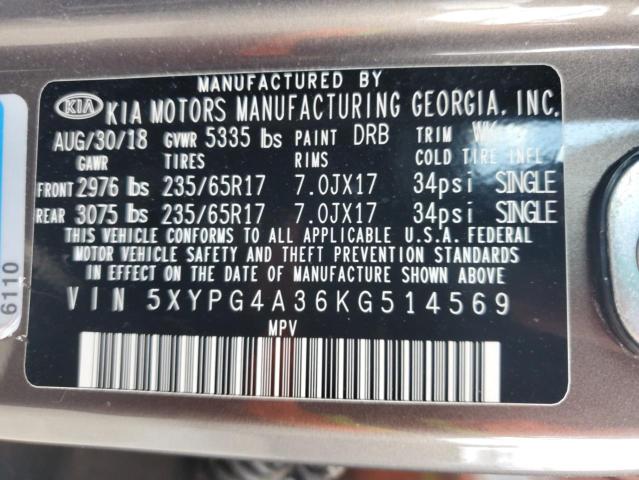 MANUFACTURED BY
KIA KIA MOTORS MANUFACTURING GEORGIA, INC.
AUG/30/18 GVWR 5335 lbs PAINT DRB TRIM
GAWR TIRES RIMS COLD TIRE INFL
FRONT 2976 lbs 235/65R17 7.0JX17 34psi SINGLE
REAR 3075 lbs 235/65R17 7.0JX17 34psi SINGLE
THIS VEHICLE CONFORMS TO ALL APPLICABLE U.S.A. FEDERAL
MOTOR VEHICLE SAFETY AND THEFT PREVENTION STANDARDS
IN EFFECT ON THE DATE OF MANUFACTURE SHOWN ABOVE.
VIN 5XYPG4A36KG514569
MPV
6110